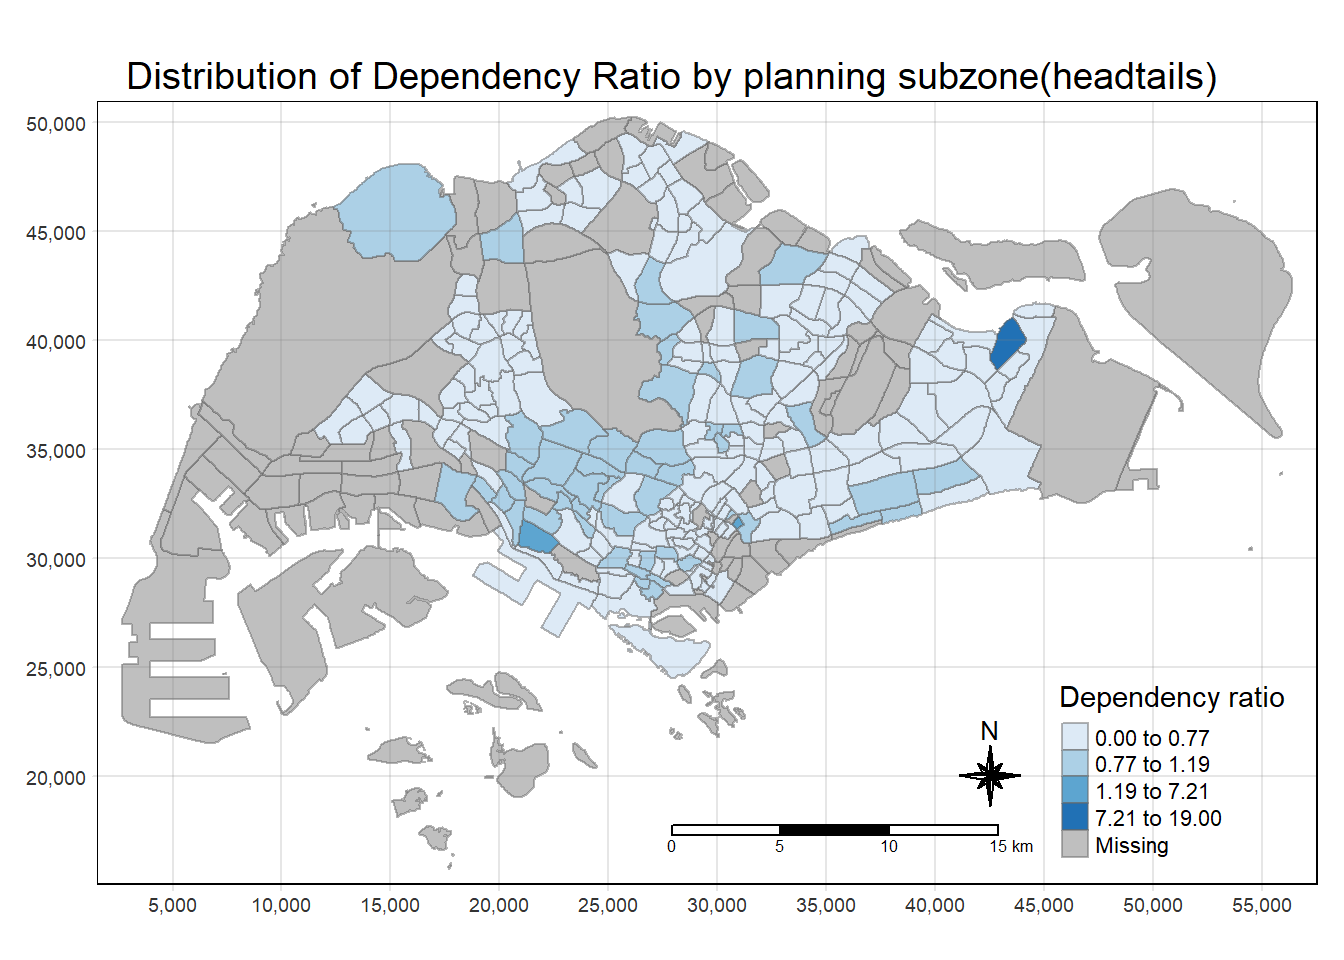 Distribution of Dependency Ratio by planning subzone(headtails)
50,000
45,000
40,000
35,000
30,000
25,000
20,000
Dependency ratio
0.00 to 0.77
0.77 to 1.19
1.19 to 7.21
7.21 to 19.00
Missing
N
0 5 10 15 km
5,000 10,000 15,000 20,000 25,000 30,000 35,000 40,000 45,000 50,000 55,000